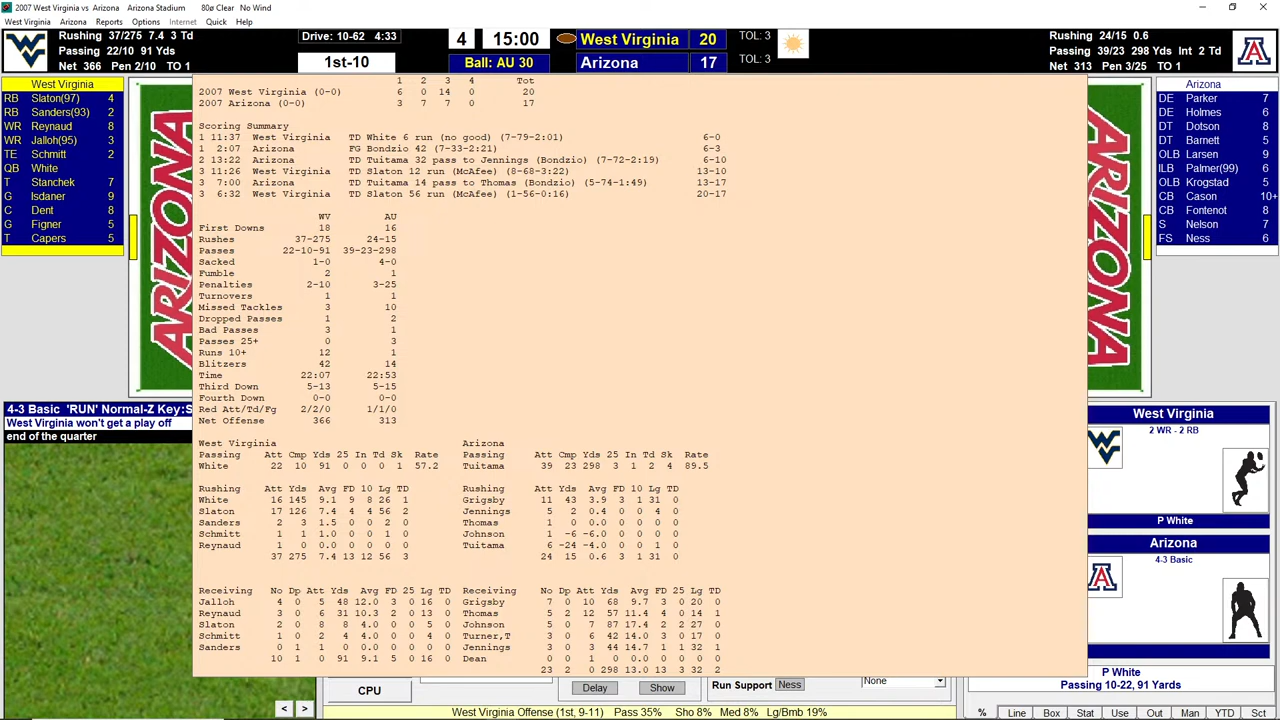 2007 West Virginia vs Arizona Arizona Stadium 80ø Clear No Wind
West Virginia Arizona Reports Options Internet Quick Help
Rushing 37/275 7.4 3 Td
Passing 22/10 91 Yds
Net 366 Pen 2/10 TO 1
Drive: 10-62 4:33
1st-10
4 15:00
Ball: AU 30
West Virginia 20
Arizona 17
TOL: 3
TOL: 3
Rushing 24/15 0.6
Passing 39/23 298 Yds Int 2 Td
Net 313 Pen 3/25 TO 1
West Virginia
RB Slaton(97) 4
RB Sanders(93) 2
WR Reynaud 8
WR Jalloh(95) 3
TE Schmitt 2
QB White
T Stanchek 7
G Isdaner 9
C Dent 8
G Figner 5
T Capers 5
ARIZONA
1 2 3 4 Tot
2007 West Virginia (0-0) 6 0 14 0 20
2007 Arizona (0-0) 3 7 7 0 17
Scoring Summary
1 11:37 West Virginia TD White 6 run (no good) (7-79-2:01) 6-0
1 2:07 Arizona FG Bondzio 42 (7-33-2:21) 6-3
2 13:22 Arizona TD Tuitama 32 pass to Jennings (Bondzio) (7-72-2:19) 6-10
3 11:26 West Virginia TD Slaton 12 run (McAfee) (8-68-3:22) 13-10
3 7:00 Arizona TD Tuitama 14 pass to Thomas (Bondzio) (5-74-1:49) 13-17
3 6:32 West Virginia TD Slaton 56 run (McAfee) (1-56-0:16) 20-17
WV AU
First Downs 18 16
Rushes 37-275 24-15
Passes 22-10-91 39-23-298
Sacked 1-0 4-0
Fumble 2 1
Penalties 2-10 3-25
Turnovers 1 1
Missed Tackles 3 10
Dropped Passes 1 2
Bad Passes 3 1
Passes 25+ 0 3
Runs 10+ 12 1
Blitzers 42 14
Time 22:07 22:53
Third Down 5-13 5-15
Fourth Down 0-0 0-0
Red Att/Td/Fg 2/2/0 1/1/0
Net Offense 366 313
West Virginia Arizona
Passing Att Cmp Yds 25 In Td Sk Rate Passing Att Cmp Yds 25 In Td Sk Rate
White 22 10 91 0 0 0 1 57.2 Tuitama 39 23 298 3 1 2 4 89.5
Rushing Att Yds Avg FD 10 Lg TD Rushing Att Yds Avg FD 10 Lg TD
White 16 145 9.1 9 8 26 1 Grigsby 11 43 3.9 3 1 31 0
Slaton 17 126 7.4 4 4 56 2 Jennings 5 2 0.4 0 0 4 0
Sanders 2 3 1.5 0 0 2 0 Thomas 1 0 0.0 0 0 0 0
Schmitt 1 1 1.0 0 0 1 0 Johnson 1 -6 -6.0 0 0 0 0
Reynaud 1 0 0.0 0 0 0 0 Tuitama 6 -24 -4.0 0 0 1 0
37 275 7.4 13 12 56 3 24 15 0.6 3 1 31 0
Receiving No Dp Att Yds Avg FD 25 Lg TD Receiving No Dp Att Yds Avg FD 25 Lg TD
Jalloh 4 0 5 48 12.0 3 0 16 0 Grigsby 7 0 10 68 9.7 3 0 20 0
Reynaud 3 0 6 31 10.3 2 0 13 0 Thomas 5 2 12 57 11.4 4 0 14 1
Slaton 2 0 8 8 4.0 0 0 5 0 Johnson 5 0 7 87 17.4 2 2 27 0
Schmitt 1 0 2 4 4.0 0 0 4 0 Turner,T 3 0 6 42 14.0 3 0 17 0
Sanders 0 1 1 0 0.0 0 0 0 0 Jennings 3 0 3 44 14.7 1 1 32 1
10 1 0 91 9.1 5 0 16 0 Dean 0 0 1 0 0.0 0 0 0 0
23 2 0 298 13.0 13 3 32 2
ARIZONA
Arizona
DE Parker 7
DE Holmes 6
DT Dotson 8
DT Barnett 5
OLB Larsen 9
ILB Palmer(99) 6
OLB Krogstad 5
CB Cason 10+
CB Fontenot 8
S Nelson 7
FS Ness 6
4-3 Basic 'RUN' Normal-Z Key:S
West Virginia won't get a play off
end of the quarter
West Virginia
2 WR - 2 RB
P White
Arizona
4-3 Basic
P White
Passing 10-22, 91 Yards
< >
CPU
Delay Show
Run Support Ness
None
West Virginia Offense (1st, 9-11) Pass 35% Sho 8% Med 8% Lg/Bmb 19%
% Line Box Stat Use Out Man YTD Sct